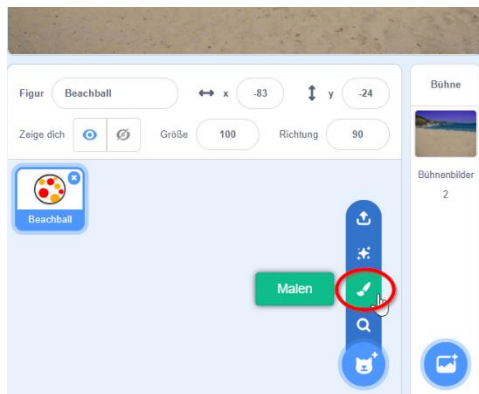 Figur Beachball x -83 y -24
Zeige dich Größe 100 Richtung 90
Beachball
Malen
Bühne
Bühnenbilder
2